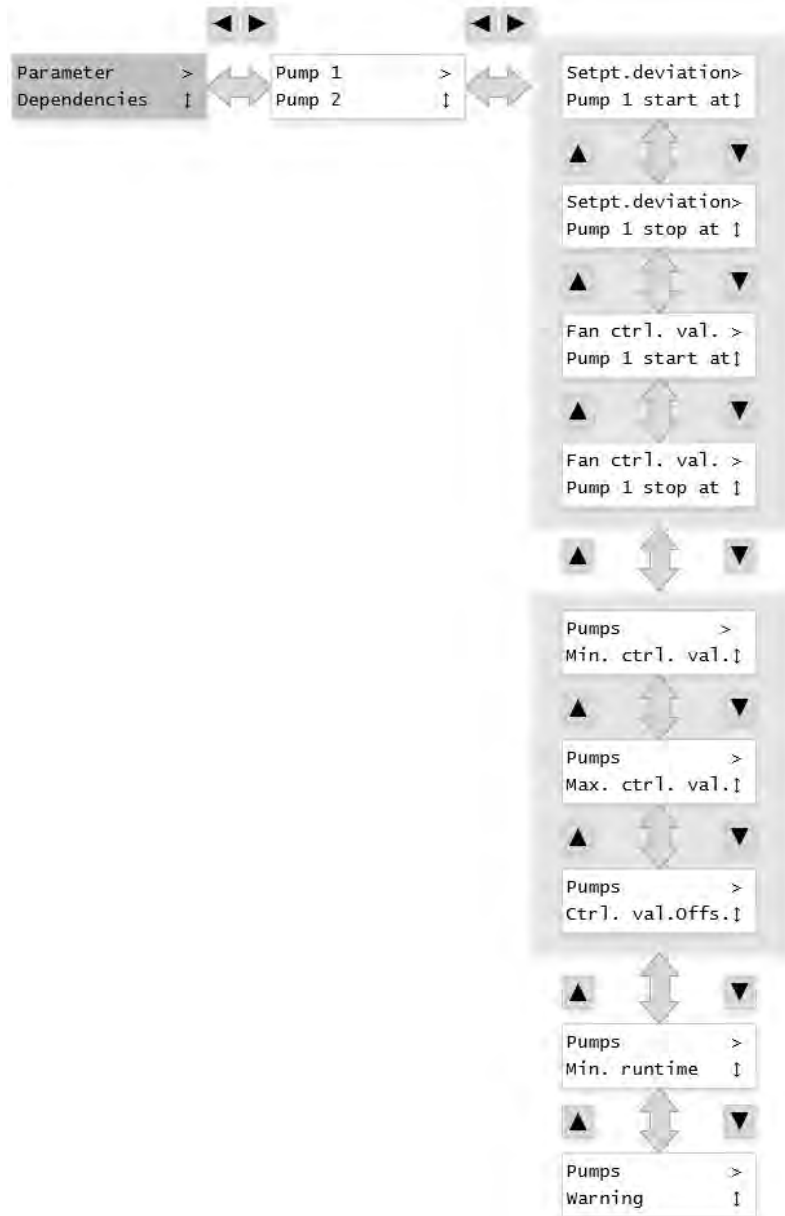 ◀ ▶ ◀ ▶
Parameter >
Dependencies ↕
Pump 1 >
Pump 2 ↕
Setpt.deviation>
Pump 1 start at↕
▲ ▼
Setpt.deviation>
Pump 1 stop at ↕
▲ ▼
Fan ctrl. val. >
Pump 1 start at↕
▲ ▼
Fan ctrl. val. >
Pump 1 stop at ↕
▲ ▼
Pumps >
Min. ctrl. val.↕
▲ ▼
Pumps >
Max. ctrl. val.↕
▲ ▼
Pumps >
Ctrl. val.Offs.↕
▲ ▼
Pumps >
Min. runtime ↕
▲ ▼
Pumps >
Warning ↕